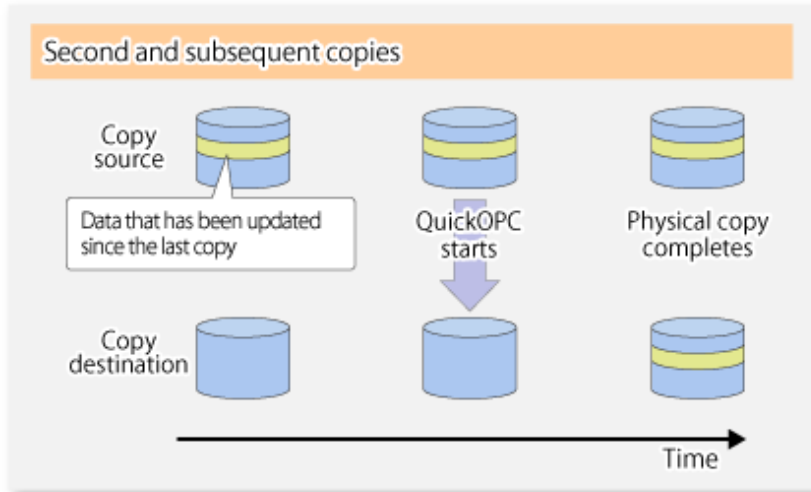 Second and subsequent copies
Copy
source
Data that has been updated
since the last copy
QuickOPC
starts
Physical copy
completes
Copy
destination
Time